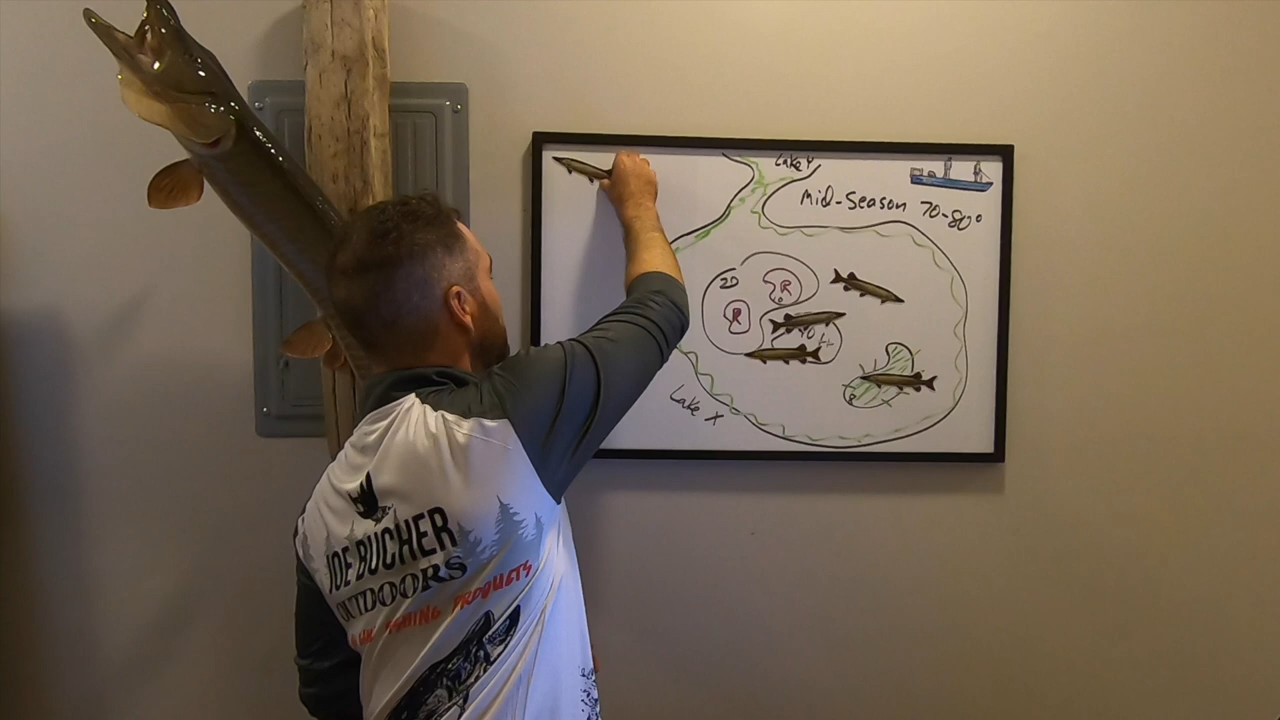 Lake Y
Mid-Season 70-80°
20
R
R
40
Lake X
JOE BUCHER
OUTDOORS
FISHING PRODUCTS